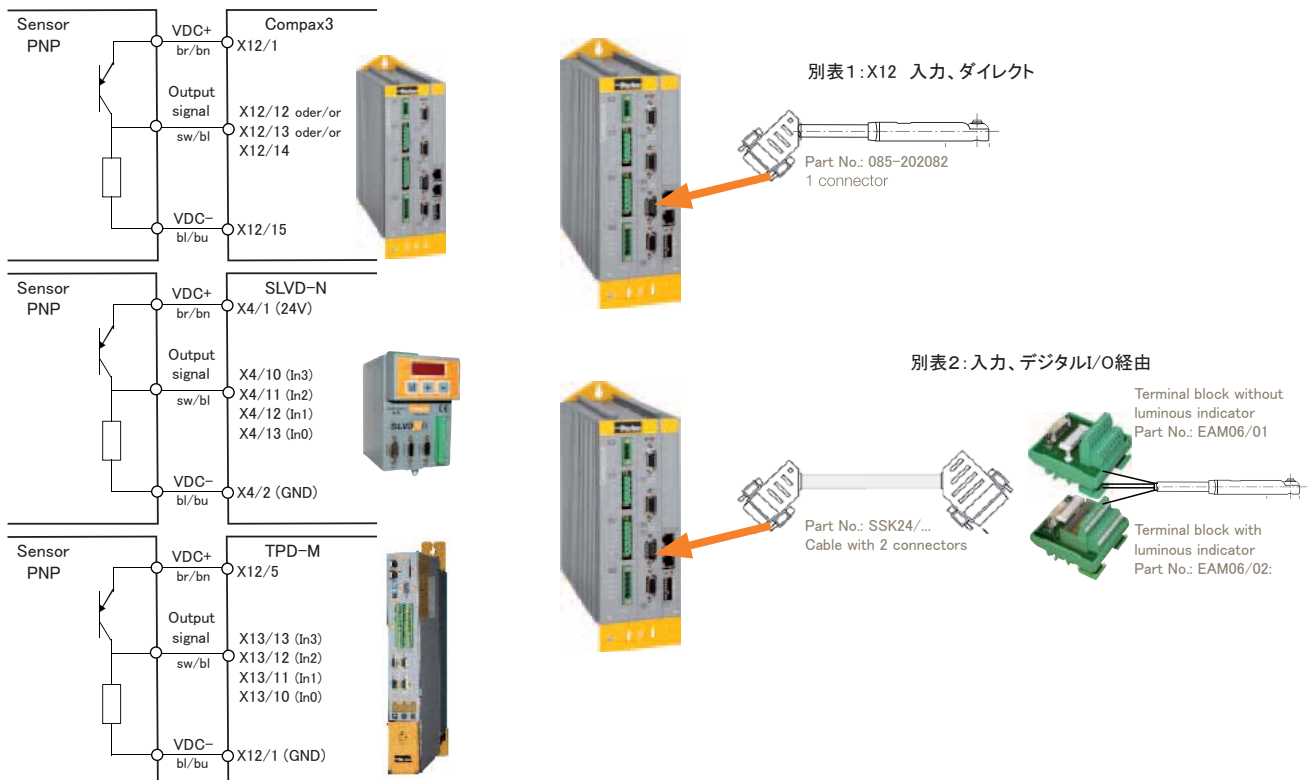 Sensor
PNP
VDC+
br/bn
Compax3
X12/1
Output
signal
sw/bl
X12/12 oder/or
X12/13 oder/or
X12/14
VDC-
bl/bu
X12/15
Sensor
PNP
VDC+
br/bn
SLVD-N
X4/1 (24V)
Output
signal
sw/bl
X4/10 (In3)
X4/11 (In2)
X4/12 (In1)
X4/13 (In0)
VDC-
bl/bu
X4/2 (GND)
SLVD
Sensor
PNP
VDC+
br/bn
TPD-M
X12/5
Output
signal
sw/bl
X13/13 (In3)
X13/12 (In2)
X13/11 (In1)
X13/10 (In0)
VDC-
bl/bu
X12/1 (GND)
別表1:X12 入力、ダイレクト
Part No.: 085-202082
1 connector
別表2:入力、デジタルI/O経由
Parker
Part No.: SSK24/...
Cable with 2 connectors
Terminal block without
luminous indicator
Part No.: EAM06/01
Terminal block with
luminous indicator
Part No.: EAM06/02: